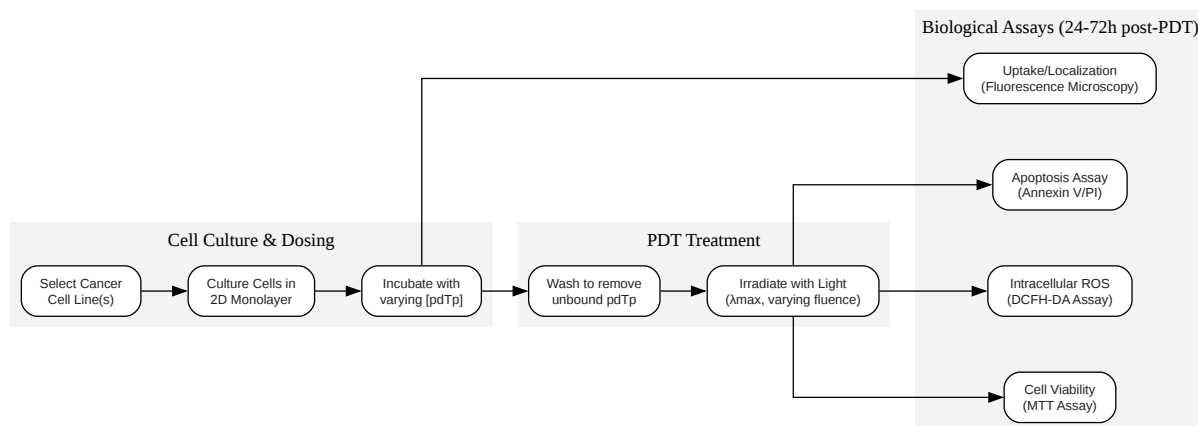 Biological Assays (24-72h post-PDT)
Uptake/Localization
(Fluorescence Microscopy)
Apoptosis Assay
(Annexin V/PI)
Cell Culture & Dosing
PDT Treatment
Select Cancer
Cell Line(s)
Culture Cells in
2D Monolayer
Incubate with
varying [pdTp]
Wash to remove
unbound pdTp
Irradiate with Light
(λmax, varying fluence)
Intracellular ROS
(DCFH-DA Assay)
Cell Viability
(MTT Assay)